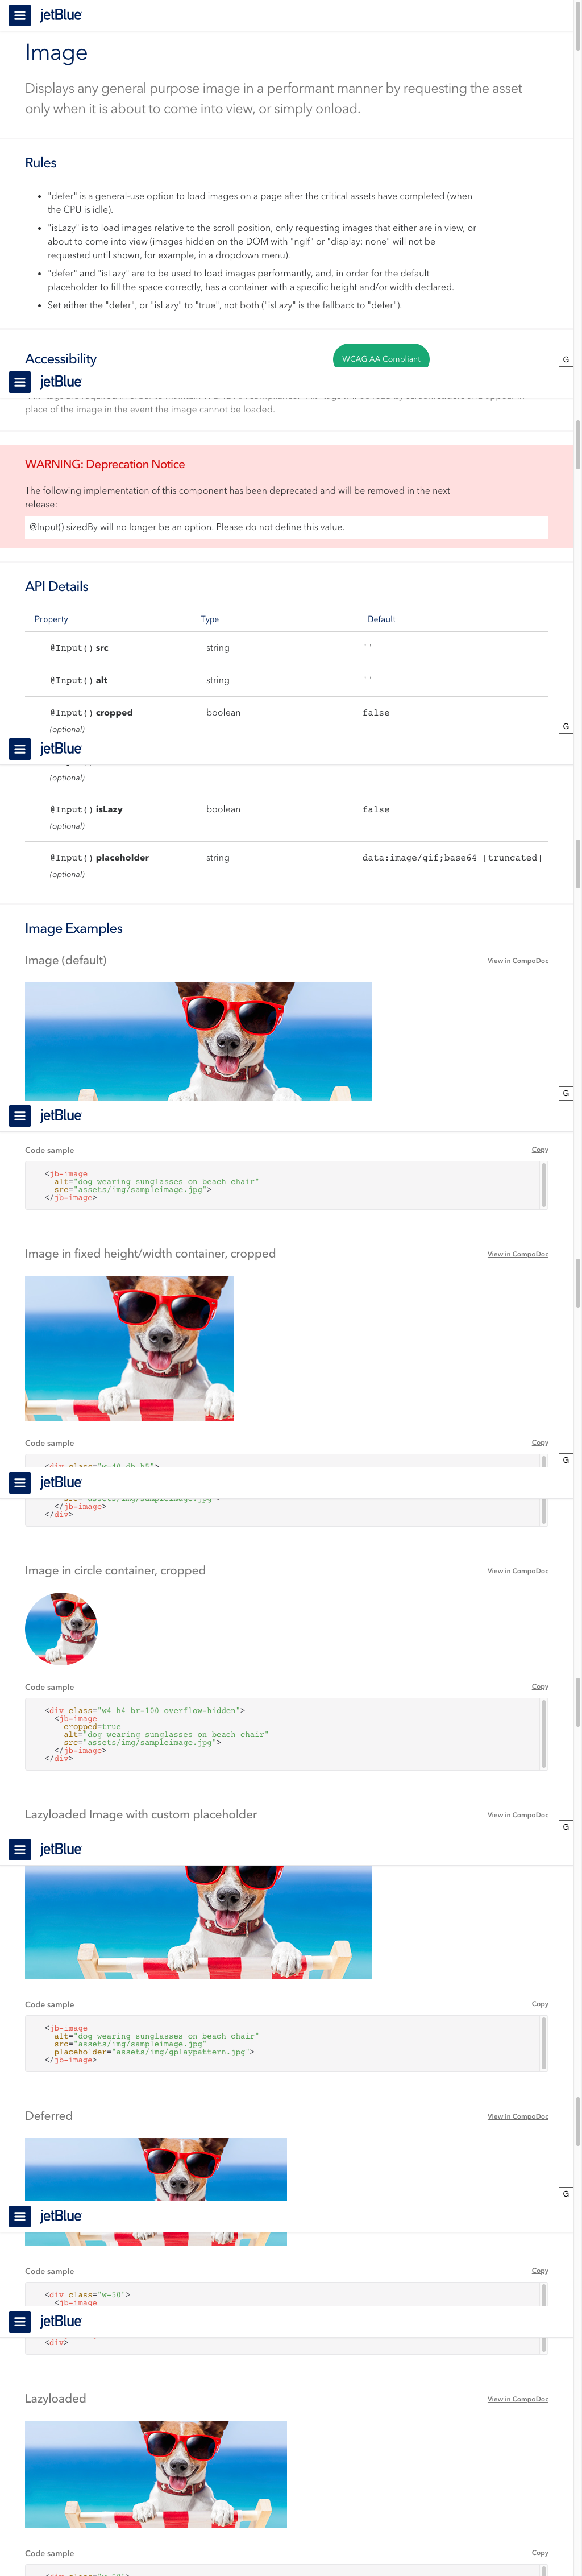 jetBlue
Image
Displays any general purpose image in a performant manner by requesting the asset
only when it is about to come into view, or simply onload.
Rules
• "defer" is a general-use option to load images on a page after the critical assets have completed (when
the CPU is idle).
• "isLazy" is to load images relative to the scroll position, only requesting images that either are in view, or
about to come into view (images hidden on the DOM with "ngIf" or "display: none" will not be
requested until shown, for example, in a dropdown menu).
• "defer" and "isLazy" are to be used to load images performantly, and, in order for the default
placeholder to fill the space correctly, has a container with a specific height and/or width declared.
• Set either the "defer", or "isLazy" to "true", not both ("isLazy" is the fallback to "defer").
Accessibility
WCAG AA Compliant
G
jetBlue
place of the image in the event the image cannot be loaded.
WARNING: Deprecation Notice
The following implementation of this component has been deprecated and will be removed in the next
release:
@Input() sizedBy will no longer be an option. Please do not define this value.
API Details
Property Type Default
@Input() src string ''
@Input() alt string ''
@Input() cropped boolean false
(optional)
G
jetBlue
(optional)
@Input() isLazy boolean false
(optional)
@Input() placeholder string data:image/gif;base64 [truncated]
(optional)
Image Examples
Image (default) View in CompoDoc
G
jetBlue
Code sample Copy
<jb-image
alt="dog wearing sunglasses on beach chair"
src="assets/img/sampleimage.jpg">
</jb-image>
Image in fixed height/width container, cropped View in CompoDoc
Code sample Copy
<div class="w-40 db h5">
G
jetBlue
src="assets/img/sampleimage.jpg">
</jb-image>
</div>
Image in circle container, cropped View in CompoDoc
Code sample Copy
<div class="w4 h4 br-100 overflow-hidden">
<jb-image
cropped=true
alt="dog wearing sunglasses on beach chair"
src="assets/img/sampleimage.jpg">
</jb-image>
</div>
Lazyloaded Image with custom placeholder View in CompoDoc
G
jetBlue
Code sample Copy
<jb-image
alt="dog wearing sunglasses on beach chair"
src="assets/img/sampleimage.jpg"
placeholder="assets/img/gplaypattern.jpg">
</jb-image>
Deferred View in CompoDoc
G
jetBlue
Code sample Copy
<div class="w-50">
<jb-image
jetBlue
<div>
Lazyloaded View in CompoDoc
Code sample Copy